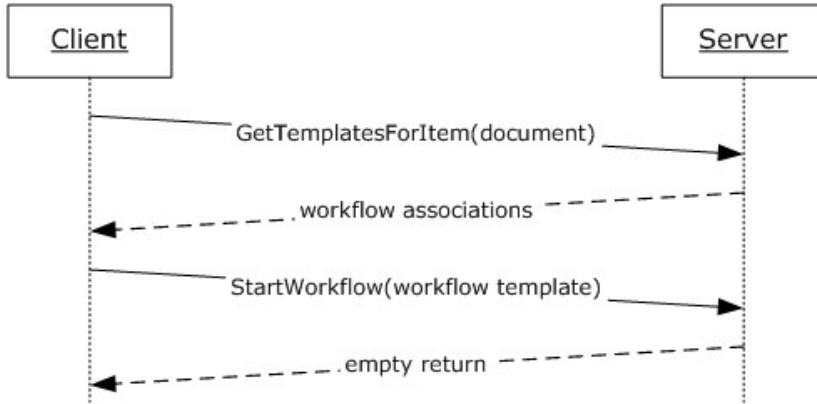 Client
Server
GetTemplatesForItem(document)
workflow associations
StartWorkflow(workflow template)
empty return